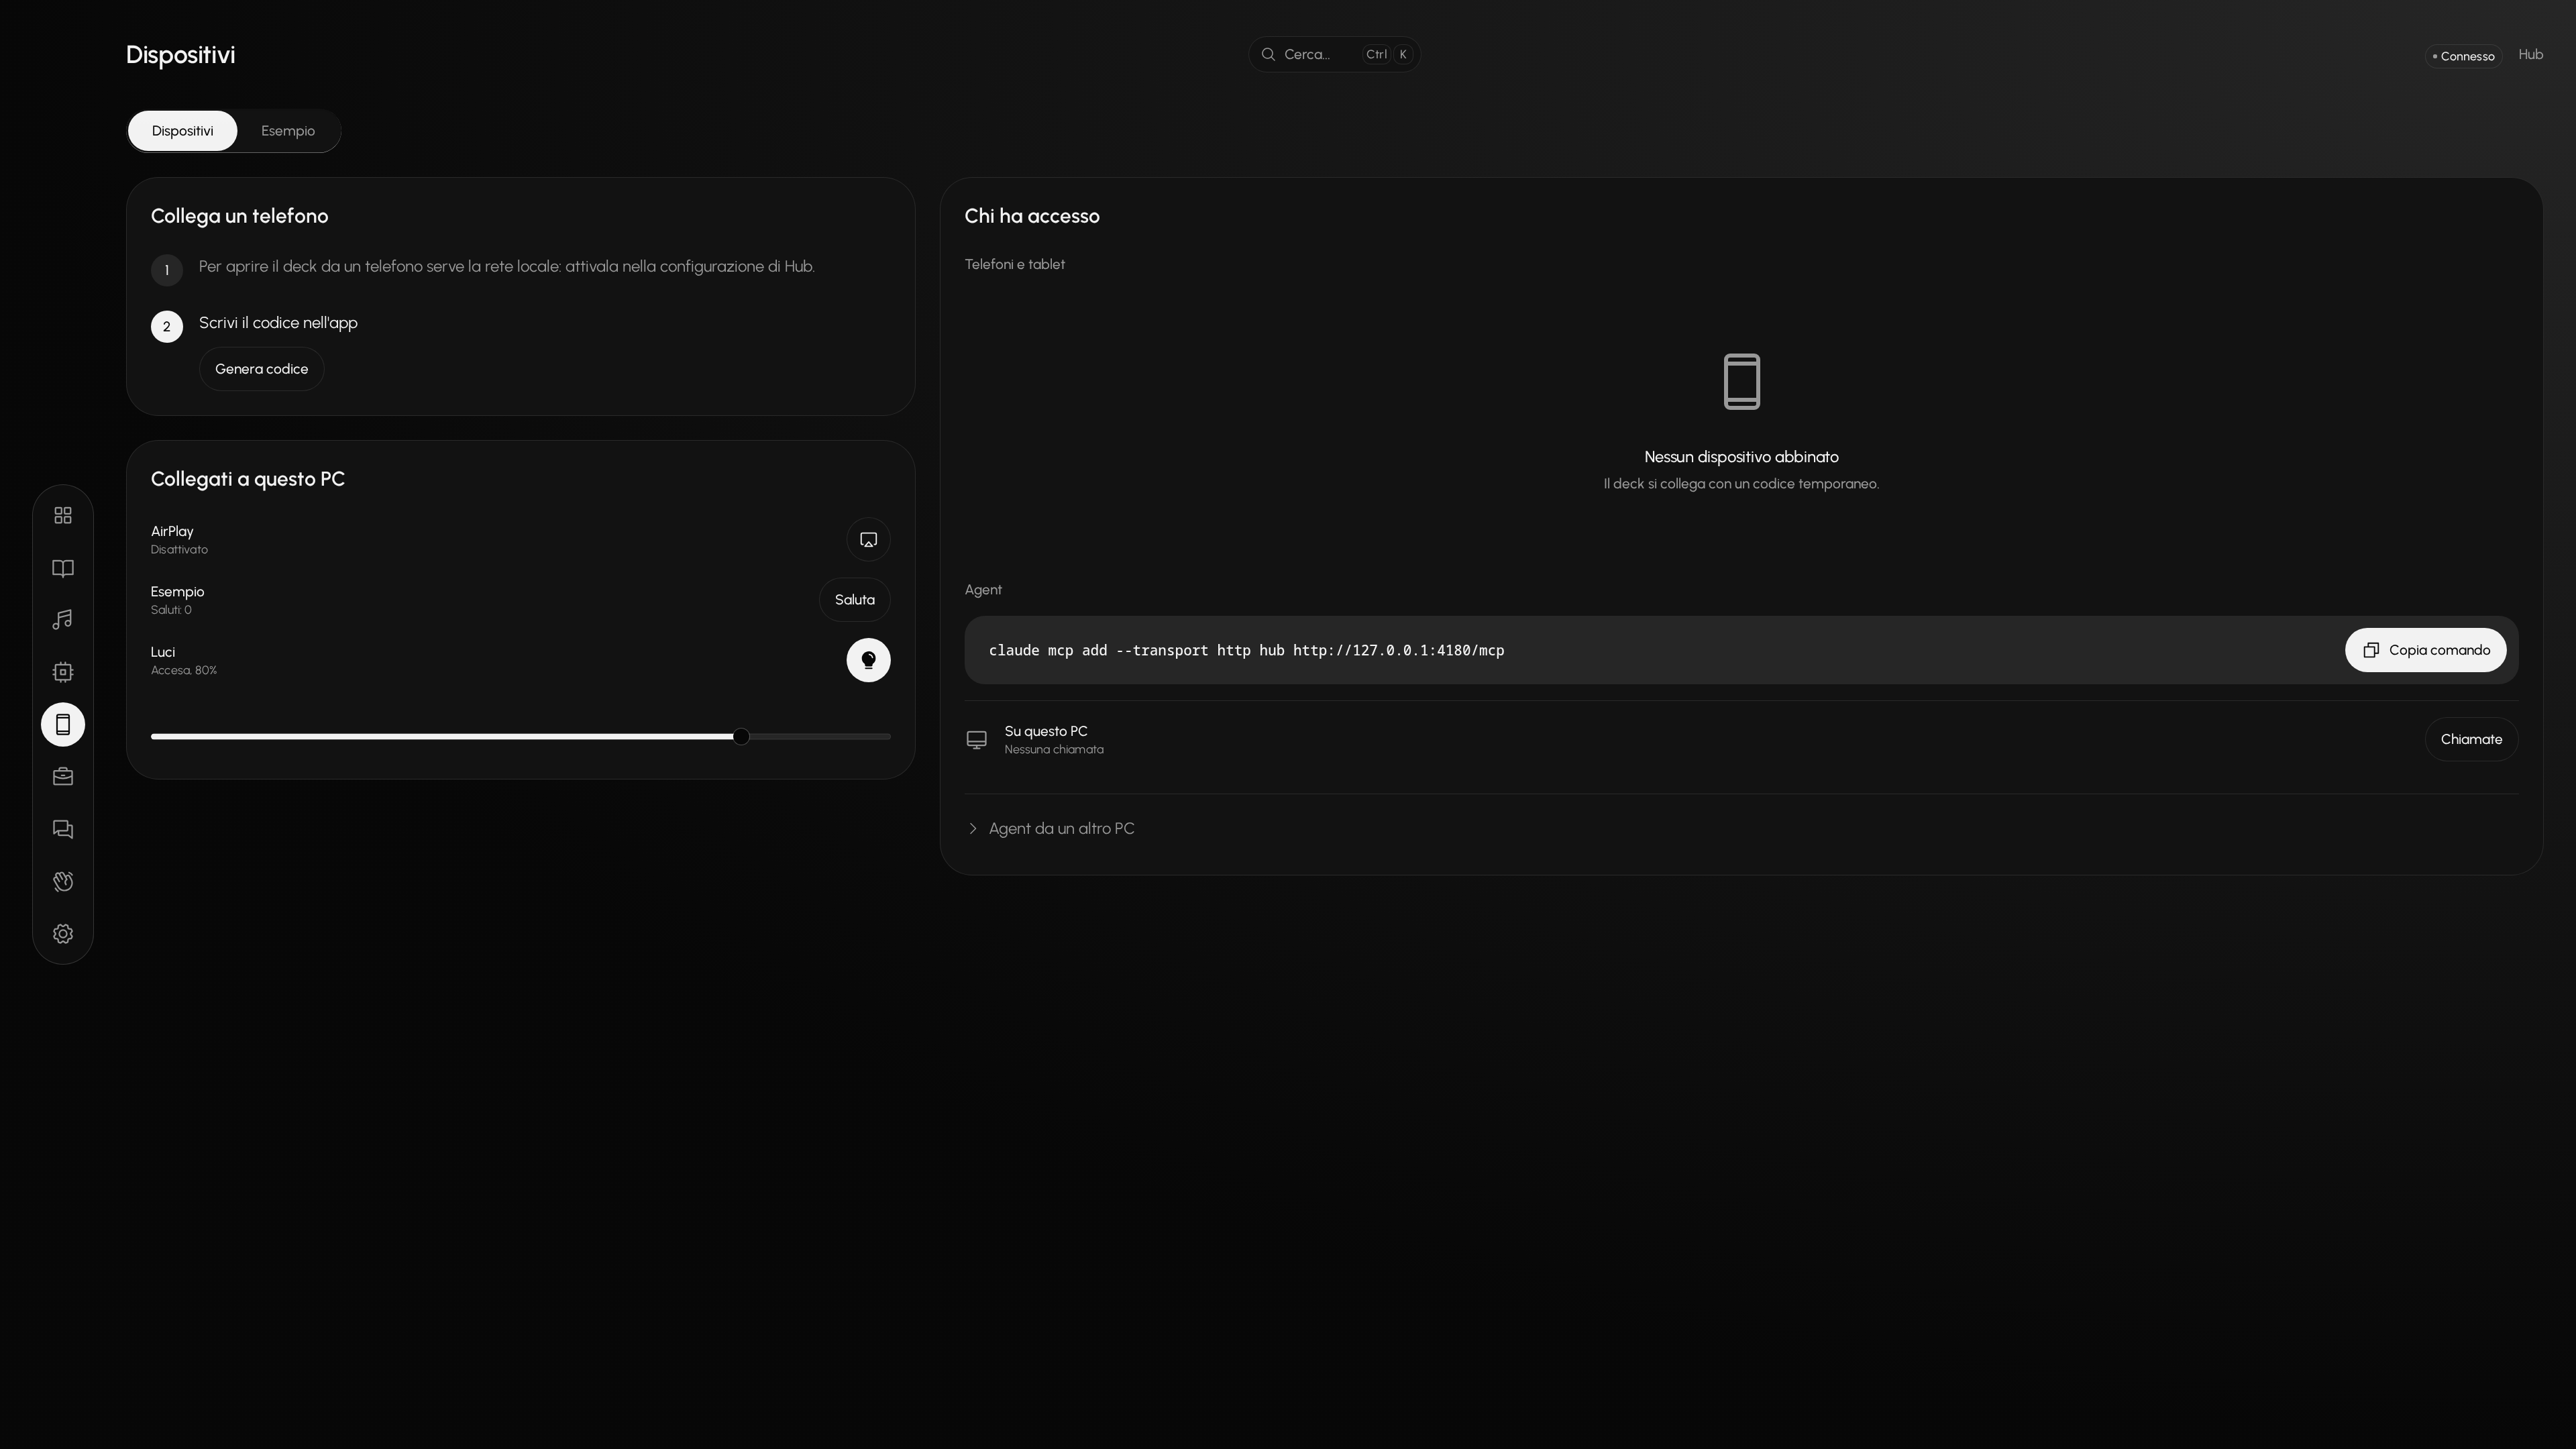 Dispositivi
Cerca...
Ctrl K
Connesso
Hub
Dispositivi
Esempio
Collega un telefono
1
Per aprire il deck da un telefono serve la rete locale: attivala nella configurazione di Hub.
2
Scrivi il codice nell'app
Genera codice
Collegati a questo PC
AirPlay
Disattivato
Esempio
Saluti: 0
Saluta
Luci
Accesa, 80%
Chi ha accesso
Telefoni e tablet
Nessun dispositivo abbinato
Il deck si collega con un codice temporaneo.
Agent
claude mcp add --transport http hub http://127.0.0.1:4180/mcp
Copia comando
Su questo PC
Nessuna chiamata
Chiamate
Agent da un altro PC